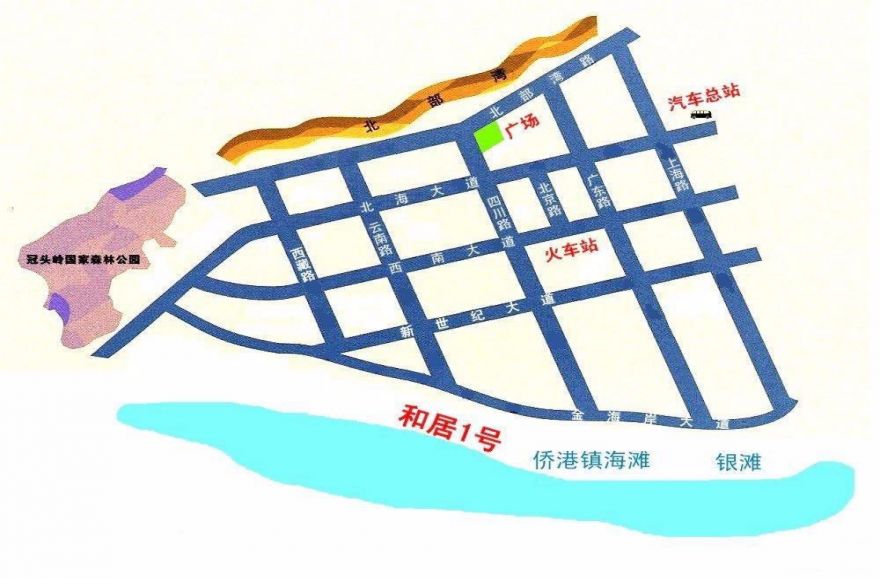 北部湾
北部湾路
汽车总站
广场
北海大道
四川路
北京路
广东路
上海路
云南路
西藏路
西南大道
火车站
冠头岭国家森林公园
新世纪大道
金海岸大道
和居1号
侨港镇海滩
银滩